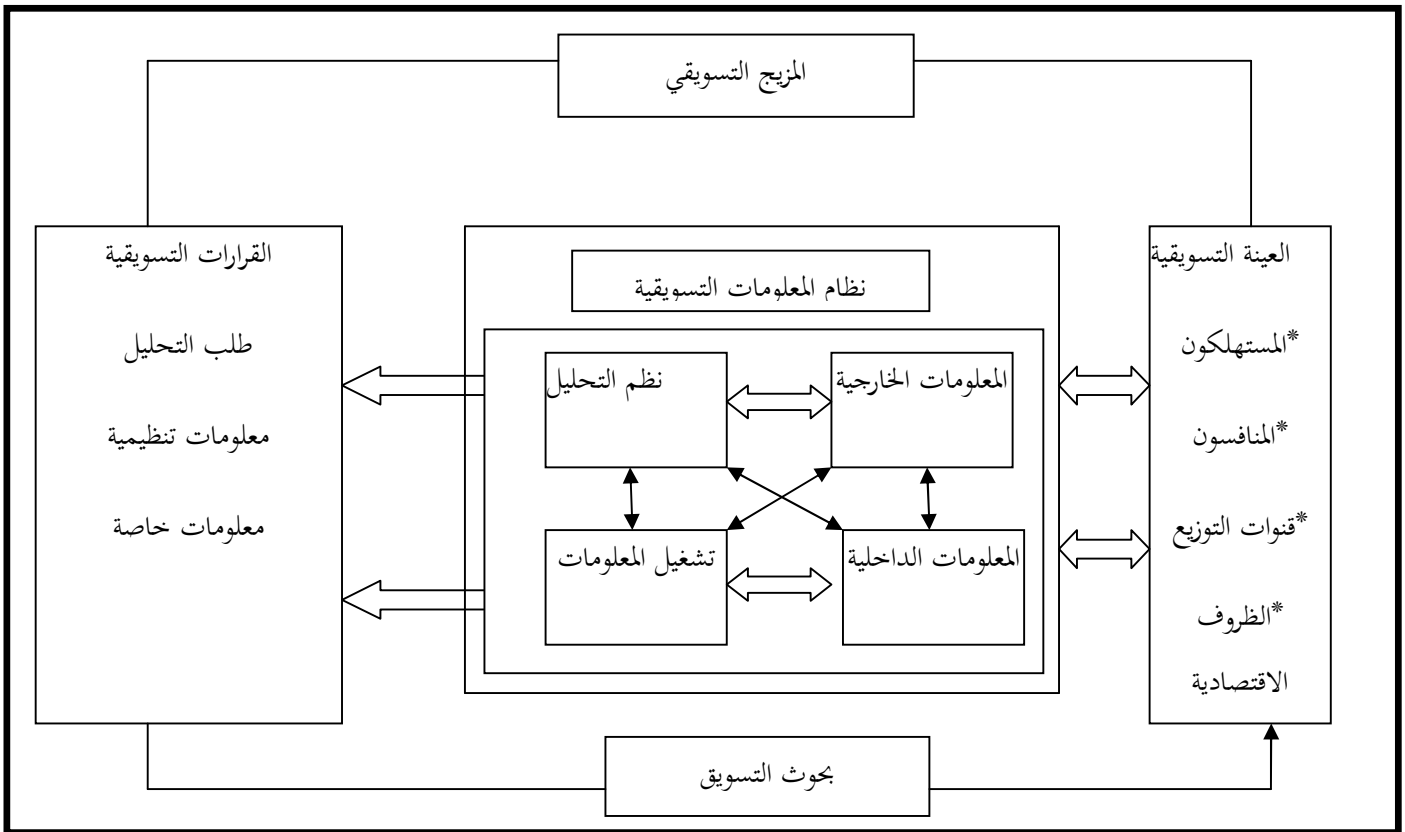 المزيج التسويقي
العينة التسويقية
*المستهلكون
*المنافسون
*قنوات التوزيع
*الظروف
الاقتصادية
نظام المعلومات التسويقية
المعلومات الخارجية
نظم التحليل
المعلومات الداخلية
تشغيل المعلومات
القرارات التسويقية
طلب التحليل
معلومات تنظيمية
معلومات خاصة
بحوث التسويق